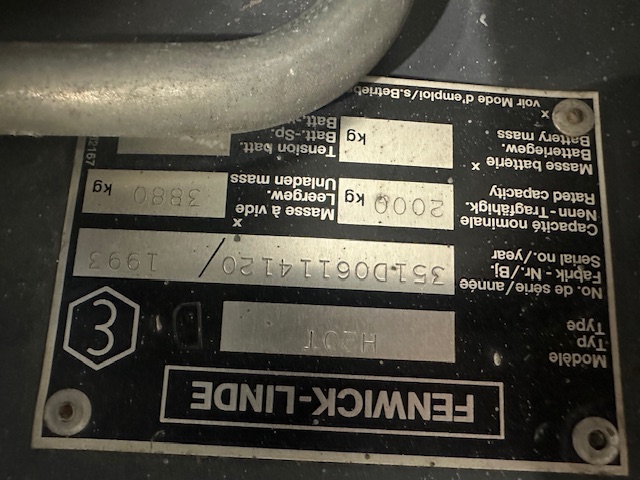 FENWICK-LINDE
Modèle
Typ
Type
H20T
D
3
No. de série/année
Fabrik - Nr./Bj.
Serial no./year
351D06114120 / 1993
Capacité nominale
Nenn - Tragfähigk.
Rated capacity
2000 kg
Masse à vide x
Leergew.
Unladen mass
3880 kg
Masse batterie x
Batteriegew.
Battery mass
kg
Tension batt.
Batt.-Sp.
x voir Mode d'emploi/s.Betrieb